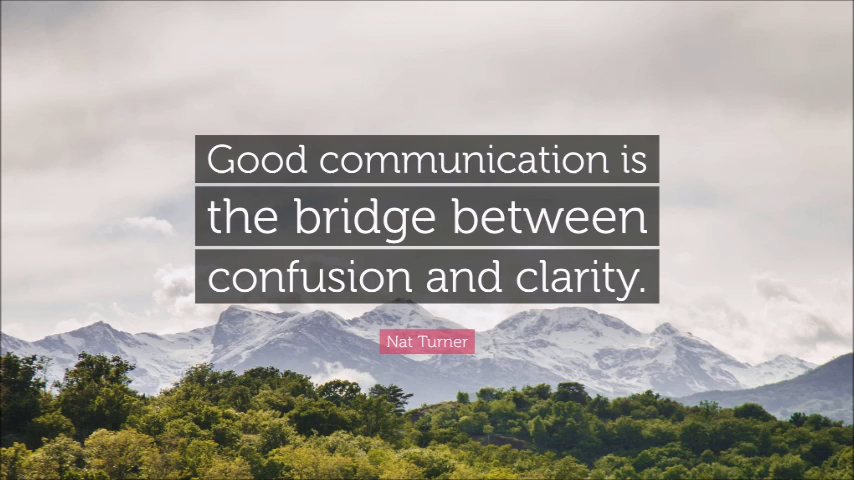 Good communication is
the bridge between
confusion and clarity.
Nat Turner